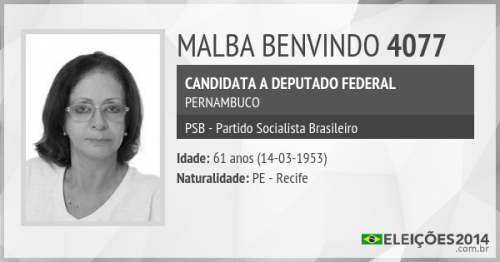 MALBA BENVINDO 4077
CANDIDATA A DEPUTADO FEDERAL
PERNAMBUCO
PSB - Partido Socialista Brasileiro
Idade: 61 anos (14-03-1953)
Naturalidade: PE - Recife
ELEIÇÕES2014
.com.br